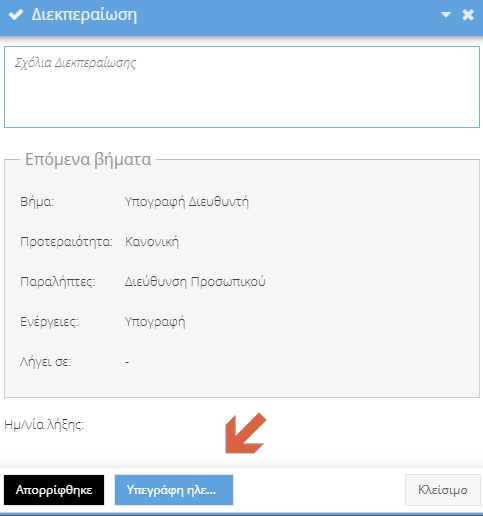 Διεκπεραίωση
Σχόλια Διεκπεραίωσης
Επόμενα βήματα
Βήμα: Υπογραφή Διευθυντή
Προτεραιότητα: Κανονική
Παραλήπτες: Διεύθυνση Προσωπικού
Ενέργειες: Υπογραφή
Λήγει σε: -
Ημ/νία λήξης:
Απορρίφθηκε Υπεγράφη ηλε... Κλείσιμο